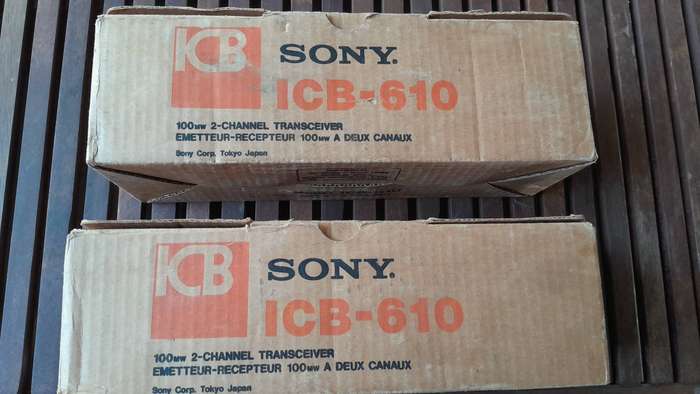 ICB SONY.
ICB-610
100MW 2-CHANNEL TRANSCEIVER
EMETTEUR-RECEPTEUR 100MW A DEUX CANAUX
Sony Corp. Tokyo Japan
ICB SONY.
ICB-610
100MW 2-CHANNEL TRANSCEIVER
EMETTEUR-RECEPTEUR 100MW A DEUX CANAUX
Sony Corp. Tokyo Japan